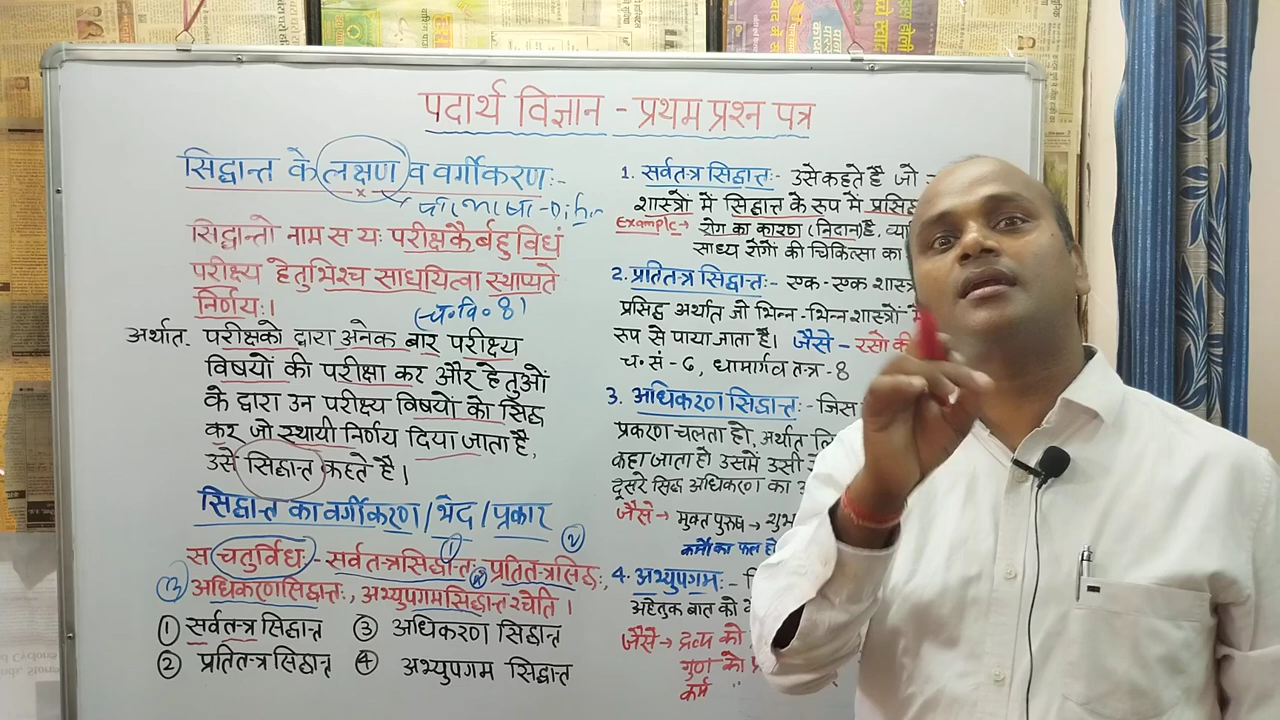 पदार्थ विज्ञान - प्रथम प्रश्न पत्र
सिद्धान्त के लक्षण व वर्गीकरण:-
सिद्धान्तो नाम स यः परीक्षकैर्बहुविधं
परीक्ष्य हेतुभिश्च साधयित्वा स्थाप्यते
निर्णयः।
(च॰वि॰ 8)
अर्थात. परीक्षको द्वारा अनेक बार परीक्ष्य
विषयों की परीक्षा कर और हेतुओं
के द्वारा उन परीक्ष्य विषयों को सिद्ध
कर जो स्थायी निर्णय दिया जाता है,
उसे सिद्धान्त कहते है।
सिद्धान्त का वर्गीकरण / भेद / प्रकार
स चतुर्विधः - सर्वतन्त्रसिद्धान्तः प्रतितन्त्रसिद्धः,
अधिकरणसिद्धान्तः, अभ्युपगमसिद्धान्तश्चेति।
① सर्वतन्त्र सिद्धान्त ③ अधिकरण सिद्धान्त
② प्रतितन्त्र सिद्धान्त ④ अभ्युपगम सिद्धान्त
1. सर्वतन्त्र सिद्धान्तः- उसे कहते है जो
शास्त्रों में सिद्धान्त के रूप में
Example→ रोग का कारण (निदान) है,
साध्य रोगों की चिकित्सा का
2. प्रतितन्त्र सिद्धान्तः- एक-एक
प्रसिद्ध अर्थात जो भिन्न-भिन्न शास्त्रों
रूप से पाया जाता है। जैसे - रसो की
च॰सं - 6, धामार्गव तन्त्र -8
3. अधिकरण सिद्धान्तः- जिस
प्रकरण चलता हो, अर्थात
कहा जाता हो उसमें उसी
दूसरे सिद्ध अधिकरण का
जैसे→ मुक्त पुरूष →
कर्मो का फल
4. अभ्युपगमः-
अहेतुक बात को
जैसे→ द्रव्य को
गुण को
कर्म "